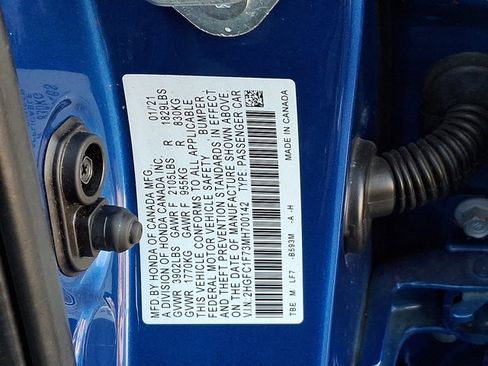 MFD.BY HONDA OF CANADA MFG. 01/21
A DIVISION OF HONDA CANADA INC
GVWR 3902LBS GAWR F 2105LBS R 1829LBS
GVWR 1770KG GAWR F 955KG R 830KG
THIS VEHICLE CONFORMS TO ALL APPLICABLE
FEDERAL MOTOR VEHICLE SAFETY, BUMPER
AND THEFT PREVENTION STANDARDS IN EFFECT
ON THE DATE OF MANUFACTURE SHOWN ABOVE.
V.I.N. 2HGFC1F73MH700142 TYPE:PASSENGER CAR
TBE M LF7 -B593M -A -H MADE IN CANADA